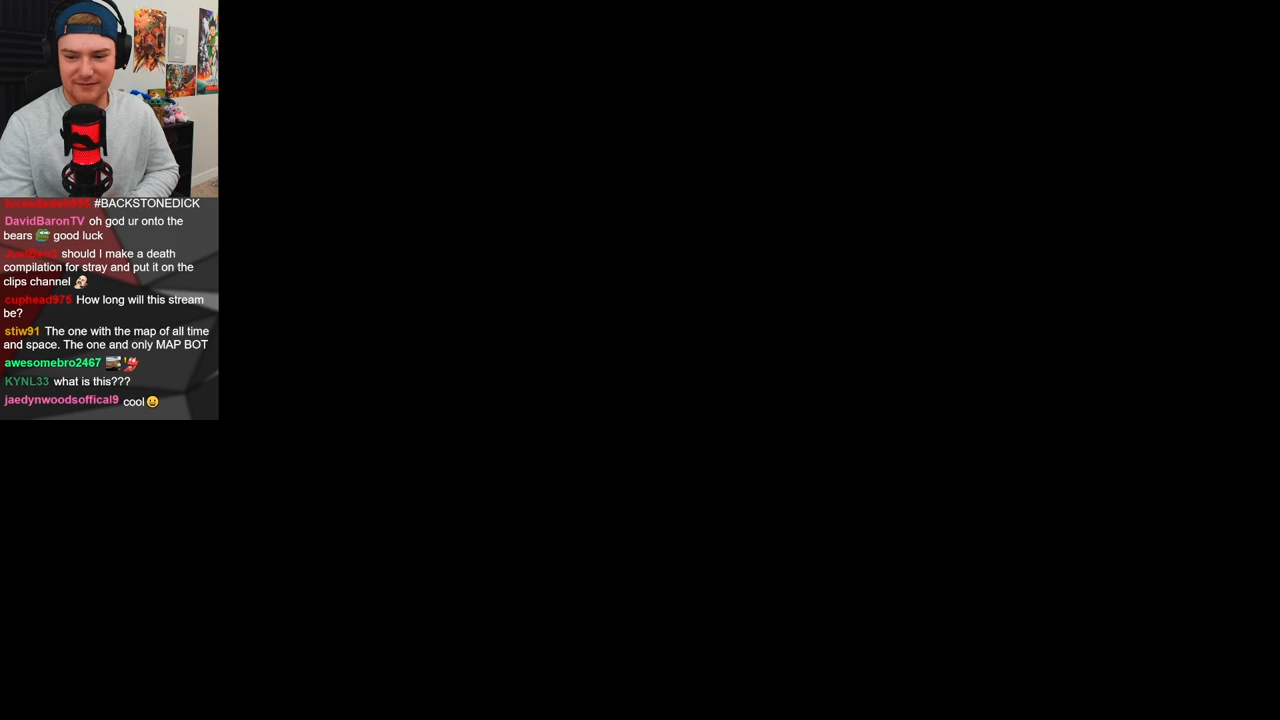 #BACKSTONEDICK
DavidBaronTV oh god ur onto the
bears good luck
should I make a death
compilation for stray and put it on the
clips channel
cuphead975 How long will this stream
be?
stiw91 The one with the map of all time
and space. The one and only MAP BOT
awesomebro2467
KYNL33 what is this???
jaedynwoodsoffical9 cool